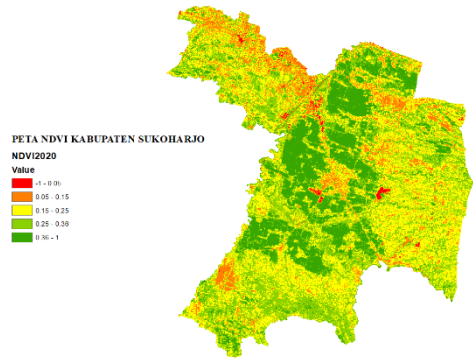 PETA NDVI KABUPATEN SUKOHARJO
NDVI2020
Value
-1 - 0.05
0.05 - 0.15
0.15 - 0.25
0.25 - 0.36
0.36 - 1